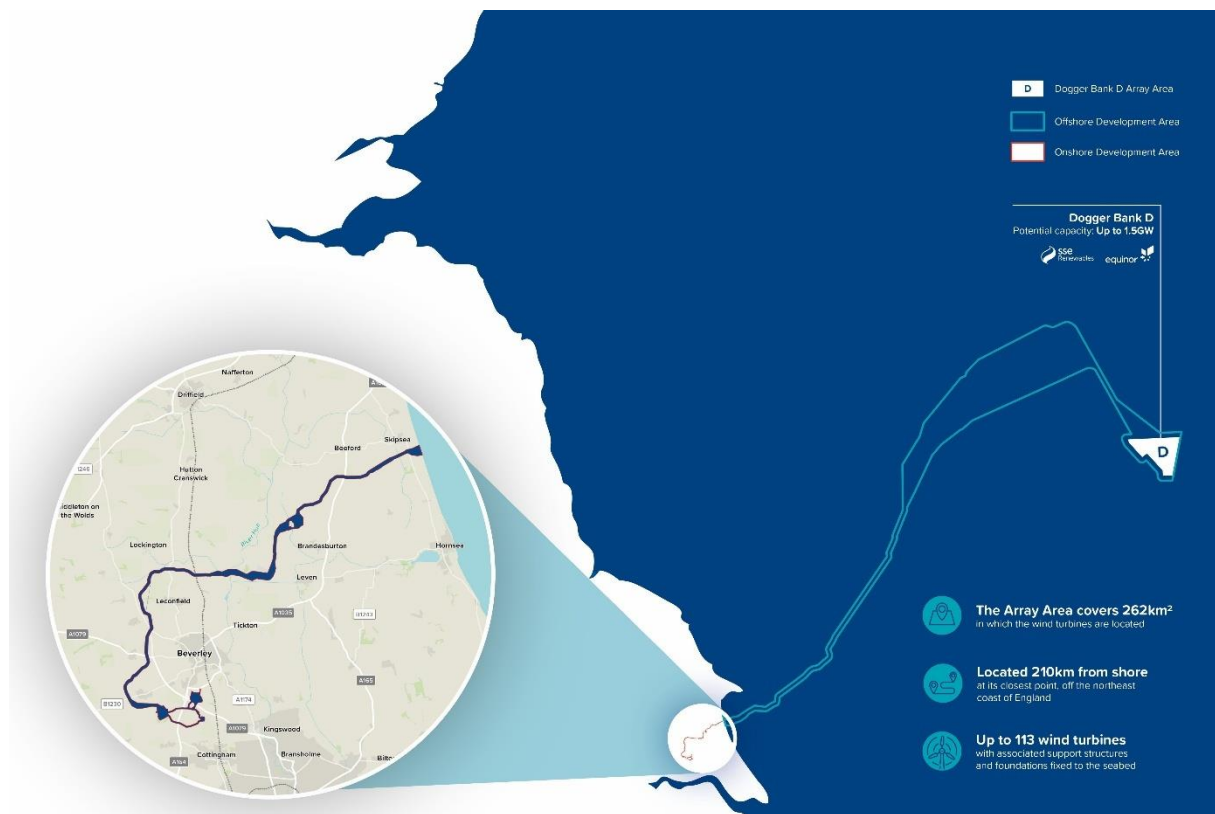 D Dogger Bank D Array Area
Offshore Development Area
Onshore Development Area
Dogger Bank D
Potential capacity: Up to 1.5GW
sse
Renewables
equinor
D
The Array Area covers 262km²
in which the wind turbines are located
Located 210km from shore
at its closest point, off the northeast
coast of England
Up to 113 wind turbines
with associated support structures
and foundations fixed to the seabed
Nafferton
Driffield
Skipsea
Beeford
Hutton
Cranswick
the Wolds
River Hull
Lockington
Brandesburton
Hornsea
Leven
Leconfield
A1035
B1243
Tickton
A1079
Beverley
A165
B1230
A1174
A1079
Kingswood
Cottingham
Bransholme
A164